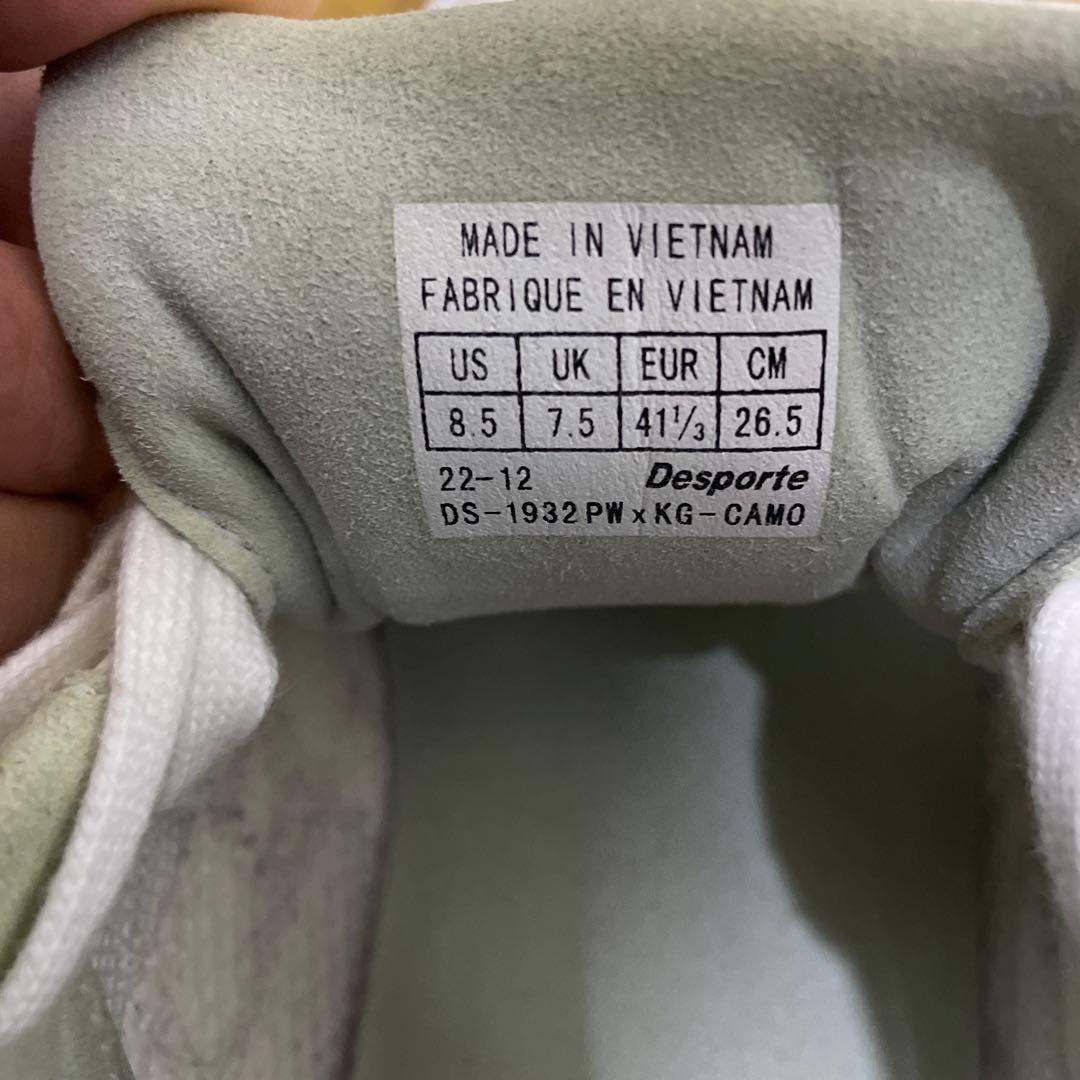 MADE IN VIETNAM
FABRIQUE EN VIETNAM
US UK EUR CM
8.5 7.5 41⅓ 26.5
22-12 Desporte
DS-1932PW x KG-CAMO